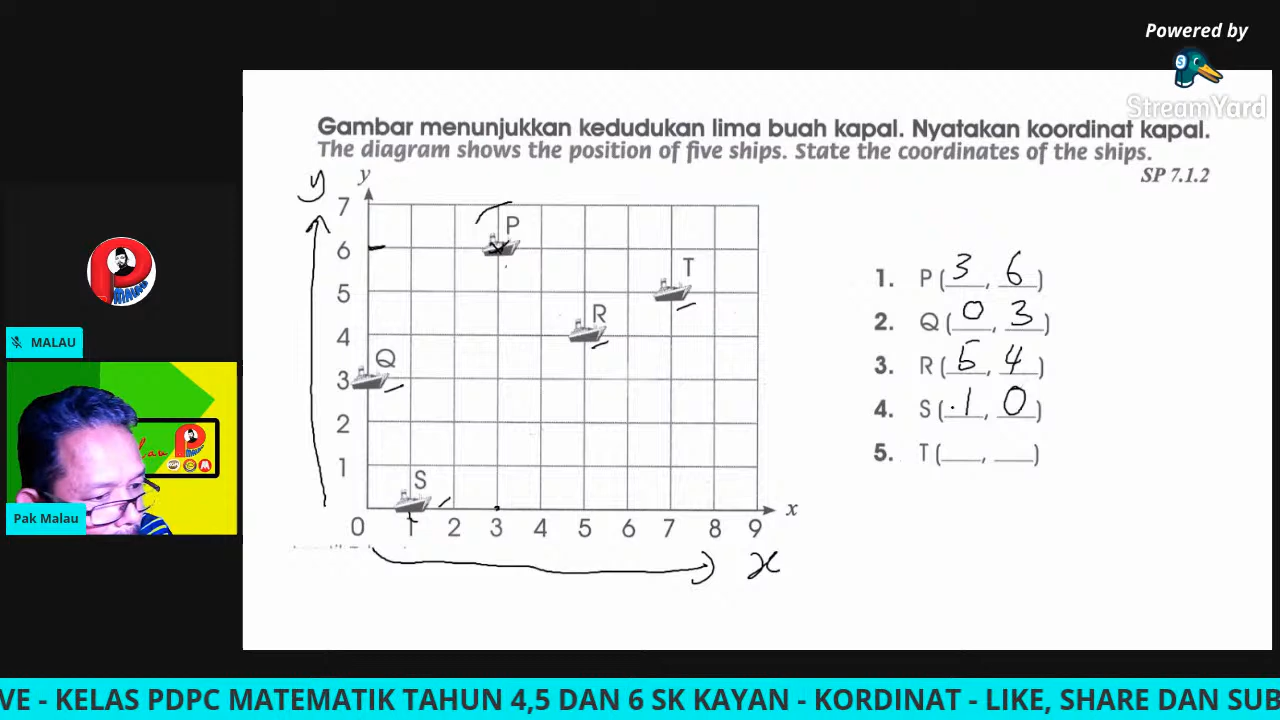 Powered by
S
StreamYard
Gambar menunjukkan kedudukan lima buah kapal. Nyatakan koordinat kapal.
The diagram shows the position of five ships. State the coordinates of the ships.
SP 7.1.2
y
y
7
P
6
T
5
R
4
Q
3
2
1
S
0 1 2 3 4 5 6 7 8 9 x
x
1. P (3, 6)
2. Q (0, 3)
3. R (5, 4)
4. S (.1, 0)
5. T (___, ___)
P
MALAU
MALAU
P
Pak Malau
VE - KELAS PDPC MATEMATIK TAHUN 4,5 DAN 6 SK KAYAN - KORDINAT - LIKE, SHARE DAN SUB